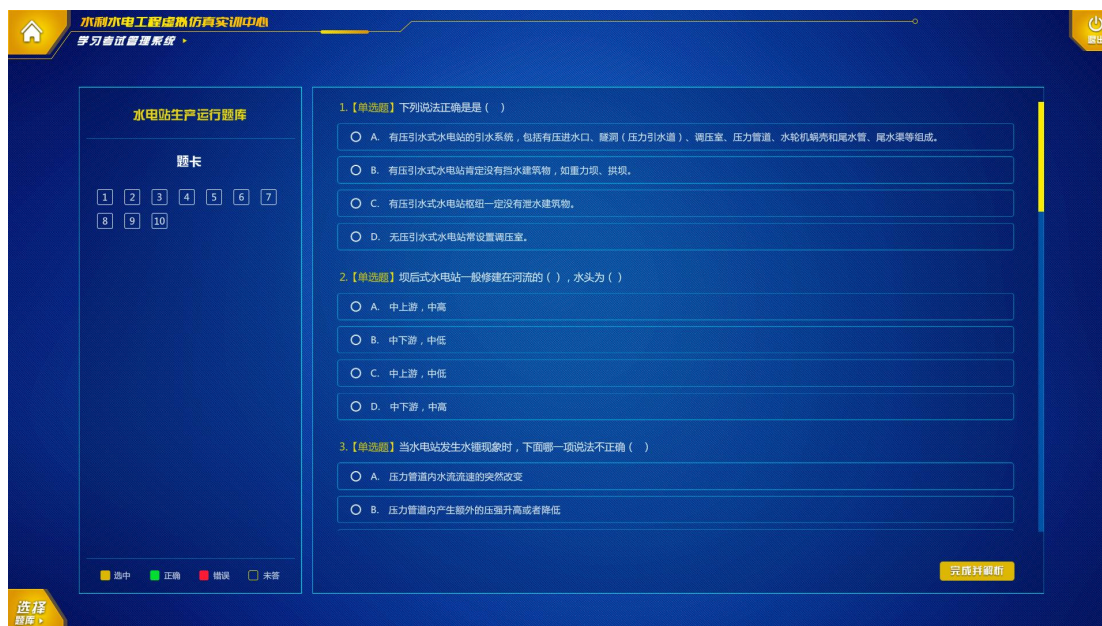 水利水电工程虚拟仿真实训中心
学习考试管理系统
退出
水电站生产运行题库
题卡
1 2 3 4 5 6 7
8 9 10
选中 正确 错误 未答
1.【单选题】下列说法正确是是（ ）
A. 有压引水式水电站的引水系统，包括有压进水口、隧洞（压力引水道）、调压室、压力管道、水轮机蜗壳和尾水管、尾水渠等组成。
B. 有压引水式水电站肯定没有挡水建筑物，如重力坝、拱坝。
C. 有压引水式水电站枢纽一定没有泄水建筑物。
D. 无压引水式水电站常设置调压室。
2.【单选题】坝后式水电站一般修建在河流的（ ），水头为（ ）
A. 中上游，中高
B. 中下游，中低
C. 中上游，中低
D. 中下游，中高
3.【单选题】当水电站发生水锤现象时，下面哪一项说法不正确（ ）
A. 压力管道内水流流速的突然改变
B. 压力管道内产生额外的压强升高或者降低
完成并解析
选择
题库